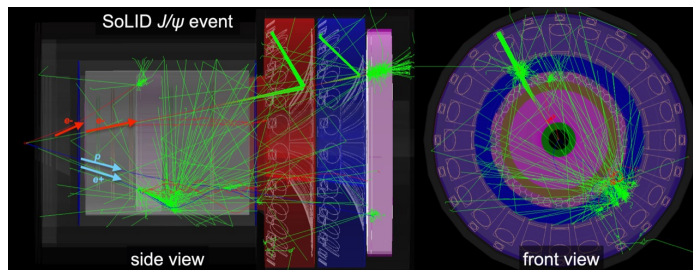 SoLID J/ψ event
e-
e-
p
e+
side view
front view